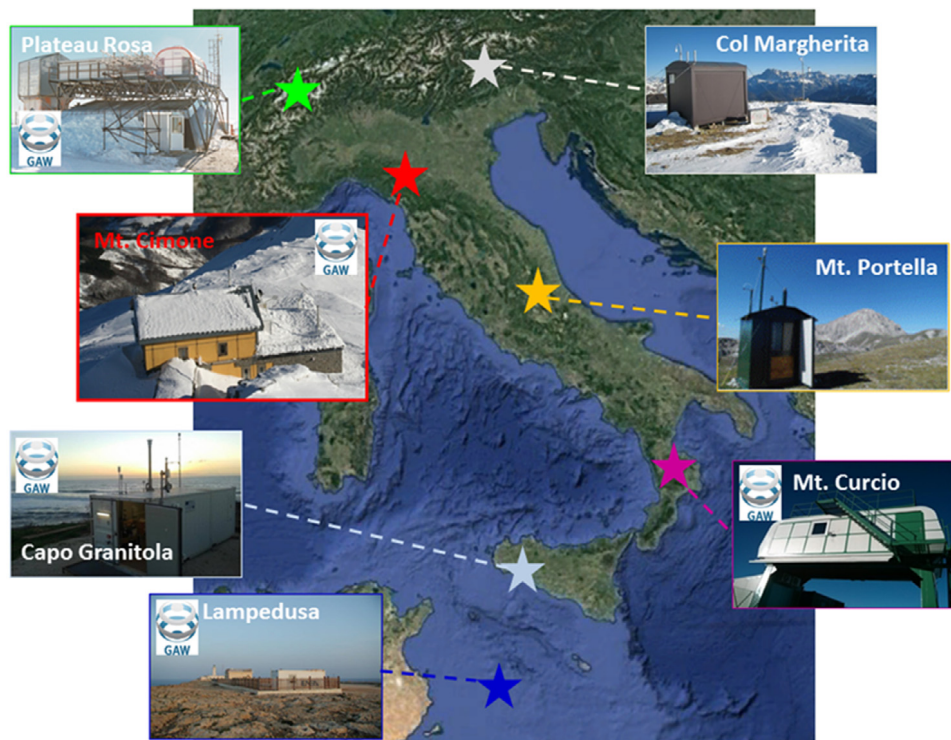 Plateau Rosa
GAW
Col Margherita
Mt. Cimone
GAW
Mt. Portella
GAW
Capo Granitola
Mt. Curcio
GAW
Lampedusa
GAW